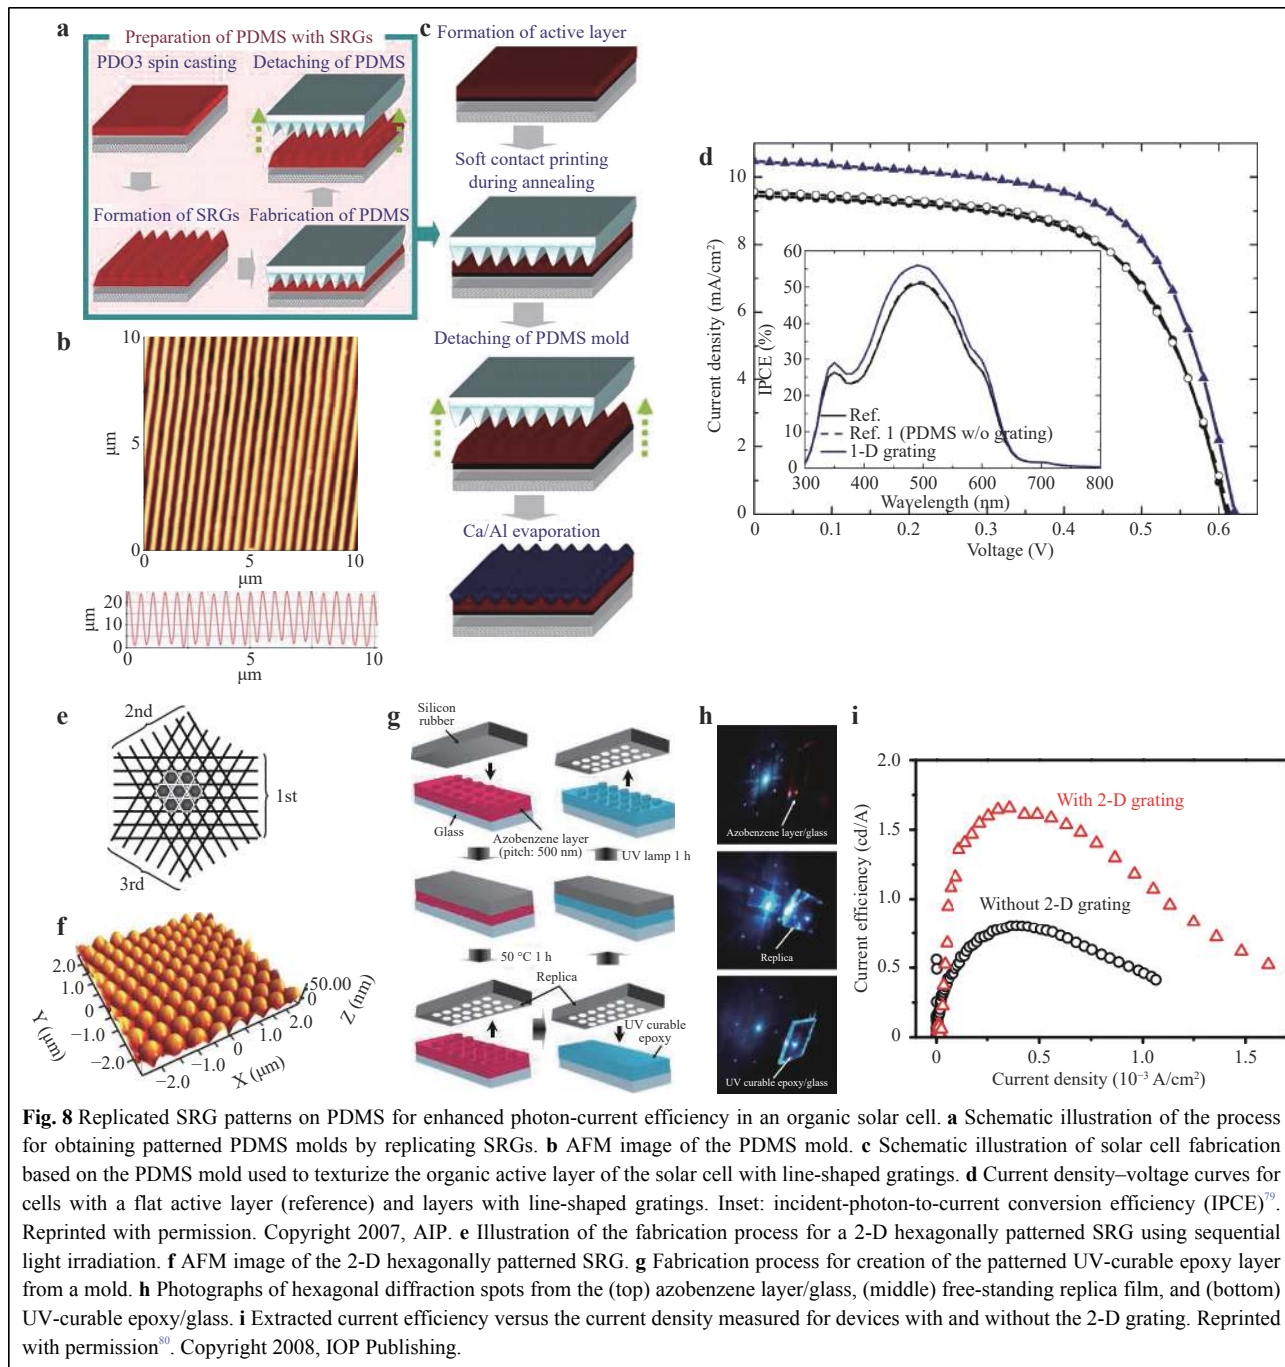 a
Preparation of PDMS with SRGs
PDO3 spin casting
Detaching of PDMS
Formation of SRGs
Fabrication of PDMS
b
10
5
0
μm
0
5
10
μm
20
10
0
μm
0
5
10
μm
c
Formation of active layer
Soft contact printing
during annealing
Detaching of PDMS mold
Ca/Al evaporation
d
Current density (mA/cm²)
10
8
6
4
2
0
0
0.1
0.2
0.3
0.4
0.5
0.6
Voltage (V)
IPCE (%)
60
50
40
30
20
10
0
300
400
500
600
700
800
Wavelength (nm)
Ref.
Ref. 1 (PDMS w/o grating)
1-D grating
e
2nd
1st
3rd
f
2.0
1.0
0
−1.0
−2.0
Y (μm)
−2.0
−1.0
0
1.0
2.0
X (μm)
50.00
0
Z (nm)
g
Silicon
rubber
Glass
Azobenzene layer
(pitch: 500 nm)
UV lamp 1 h
50 °C 1 h
Replica
UV curable
epoxy
h
Azobenzene layer/glass
Replica
UV curable epoxy/glass
i
Current efficiency (cd/A)
2.0
1.5
1.0
0.5
0
0
0.5
1.0
1.5
Current density (10⁻³ A/cm²)
With 2-D grating
Without 2-D grating
Fig. 8 Replicated SRG patterns on PDMS for enhanced photon-current efficiency in an organic solar cell. a Schematic illustration of the process
for obtaining patterned PDMS molds by replicating SRGs. b AFM image of the PDMS mold. c Schematic illustration of solar cell fabrication
based on the PDMS mold used to texturize the organic active layer of the solar cell with line-shaped gratings. d Current density–voltage curves for
cells with a flat active layer (reference) and layers with line-shaped gratings. Inset: incident-photon-to-current conversion efficiency (IPCE)⁷⁹.
Reprinted with permission. Copyright 2007, AIP. e Illustration of the fabrication process for a 2-D hexagonally patterned SRG using sequential
light irradiation. f AFM image of the 2-D hexagonally patterned SRG. g Fabrication process for creation of the patterned UV-curable epoxy layer
from a mold. h Photographs of hexagonal diffraction spots from the (top) azobenzene layer/glass, (middle) free-standing replica film, and (bottom)
UV-curable epoxy/glass. i Extracted current efficiency versus the current density measured for devices with and without the 2-D grating. Reprinted
with permission⁸⁰. Copyright 2008, IOP Publishing.